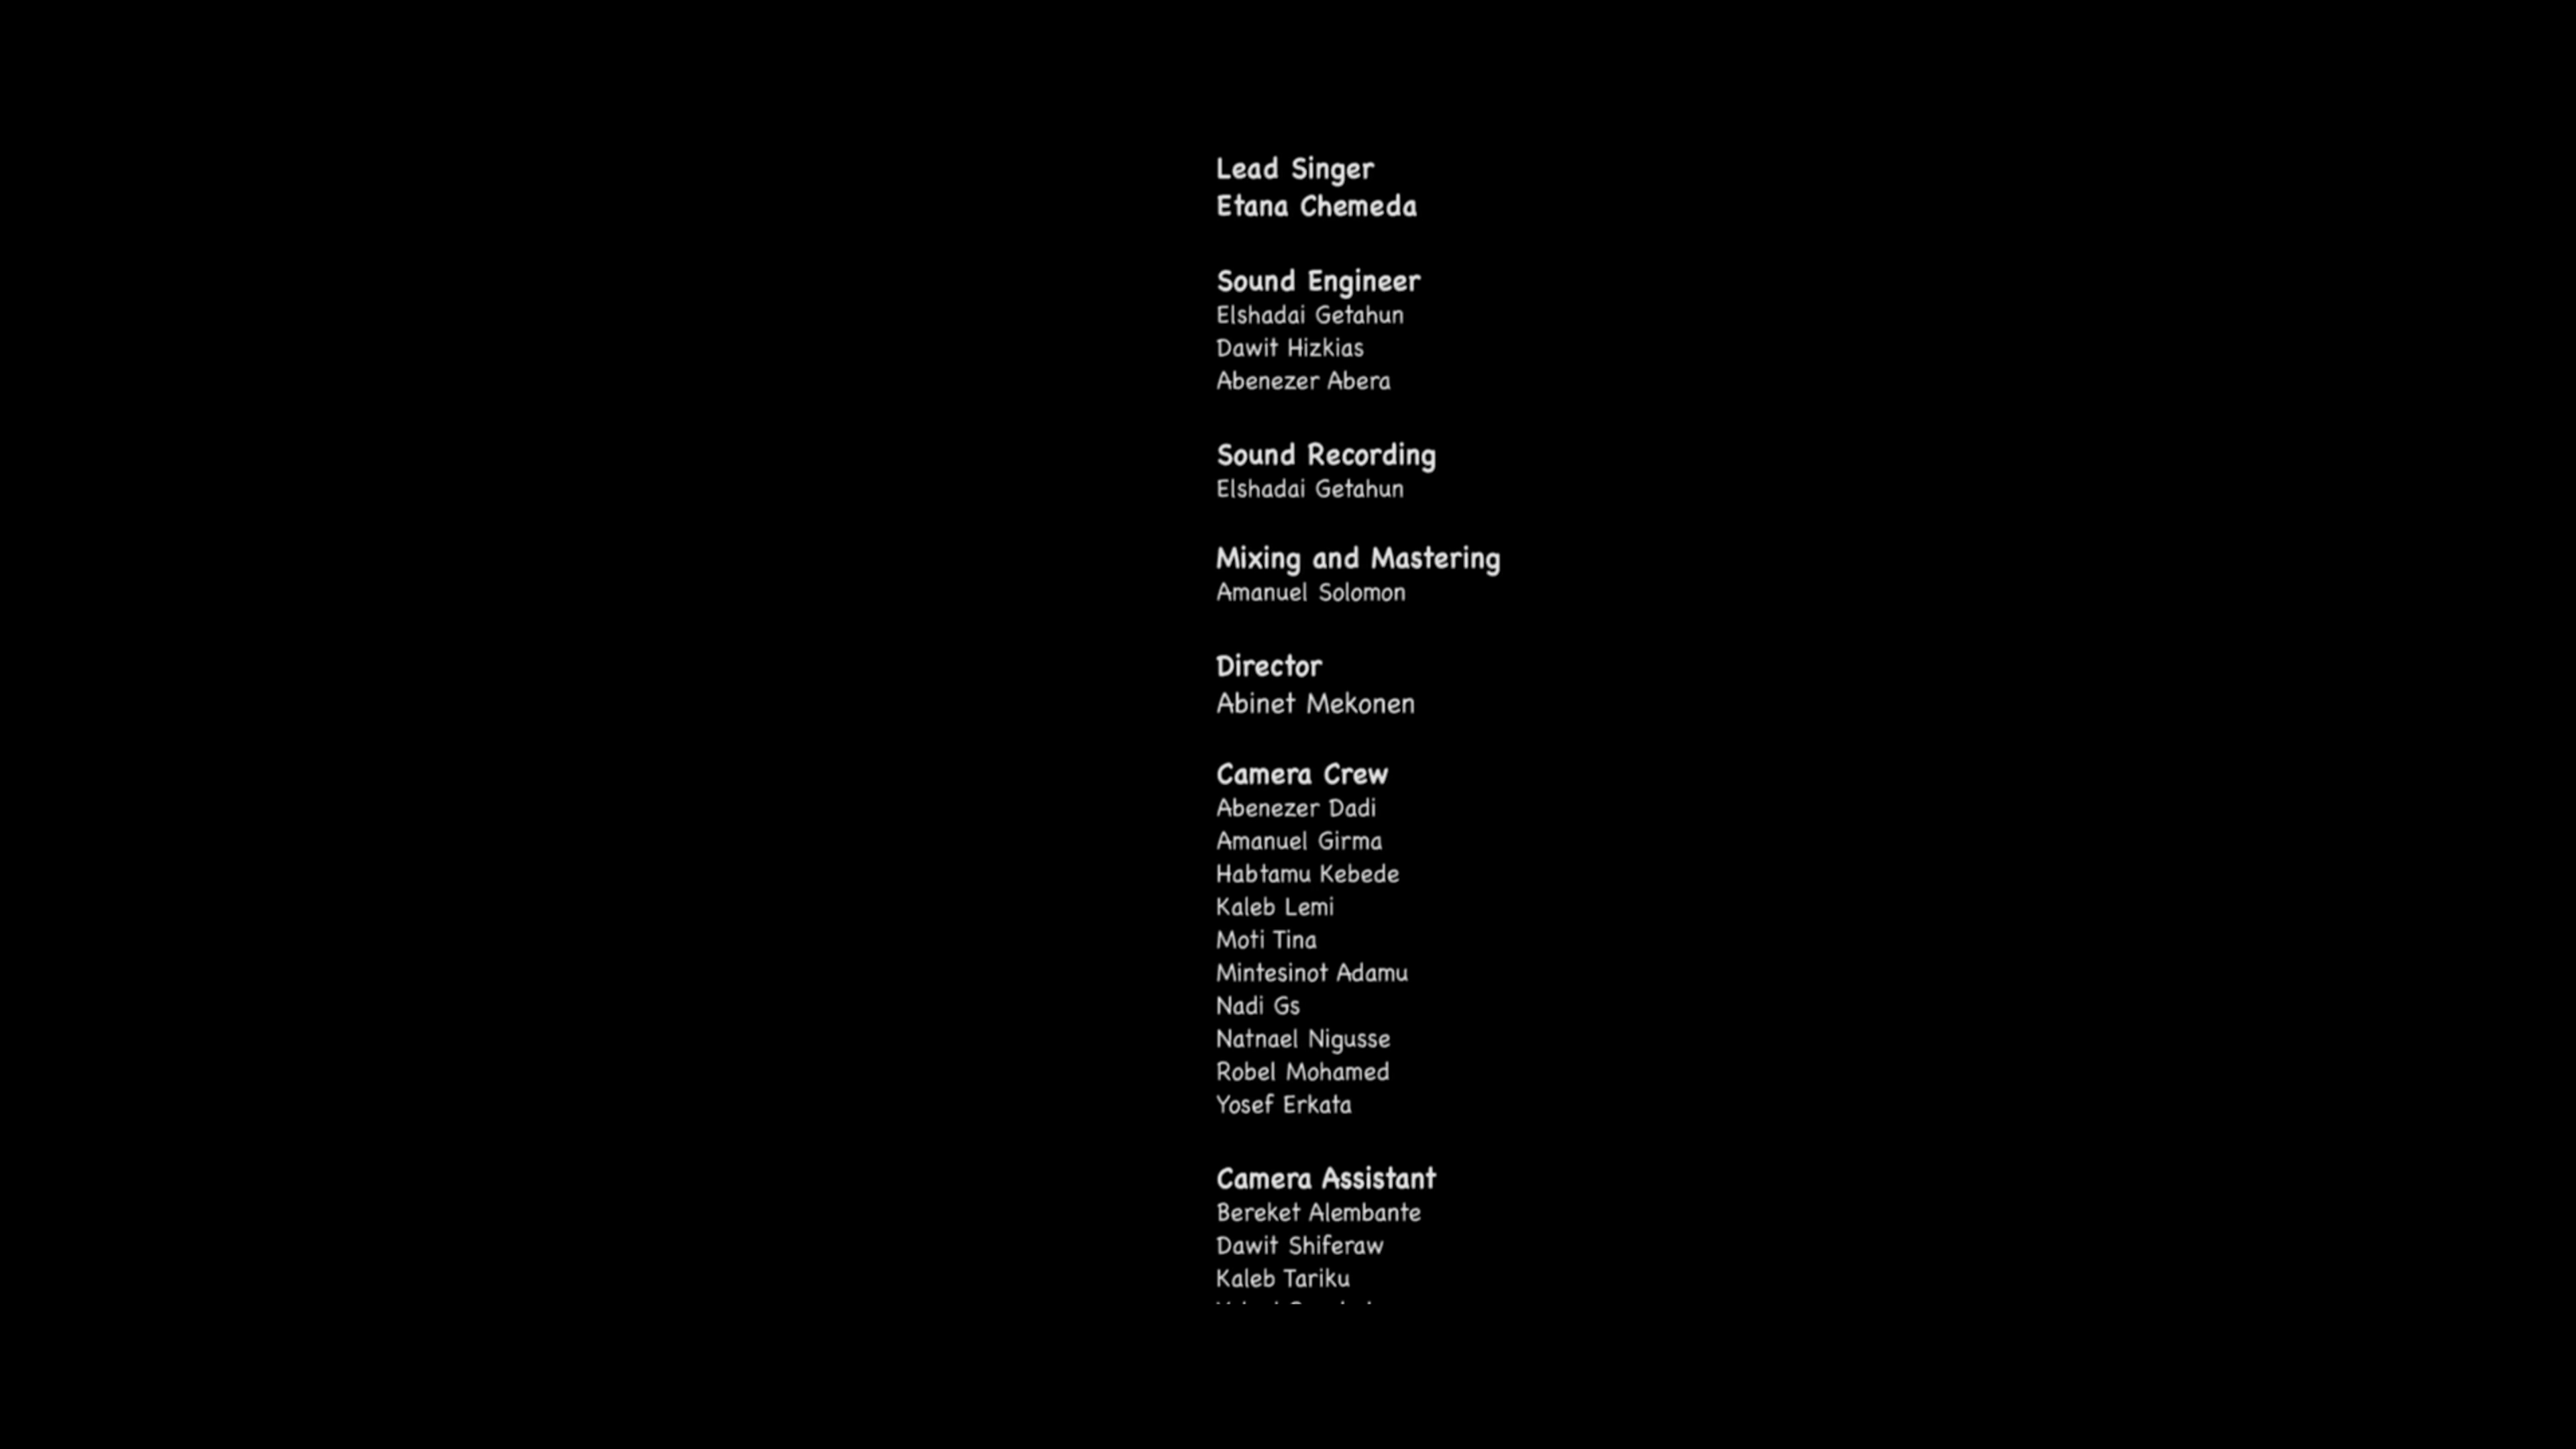 Lead Singer
Etana Chemeda
Sound Engineer
Elshadai Getahun
Dawit Hizkias
Abenezer Abera
Sound Recording
Elshadai Getahun
Mixing and Mastering
Amanuel Solomon
Director
Abinet Mekonen
Camera Crew
Abenezer Dadi
Amanuel Girma
Habtamu Kebede
Kaleb Lemi
Moti Tina
Mintesinot Adamu
Nadi Gs
Natnael Nigusse
Robel Mohamed
Yosef Erkata
Camera Assistant
Bereket Alembante
Dawit Shiferaw
Kaleb Tariku